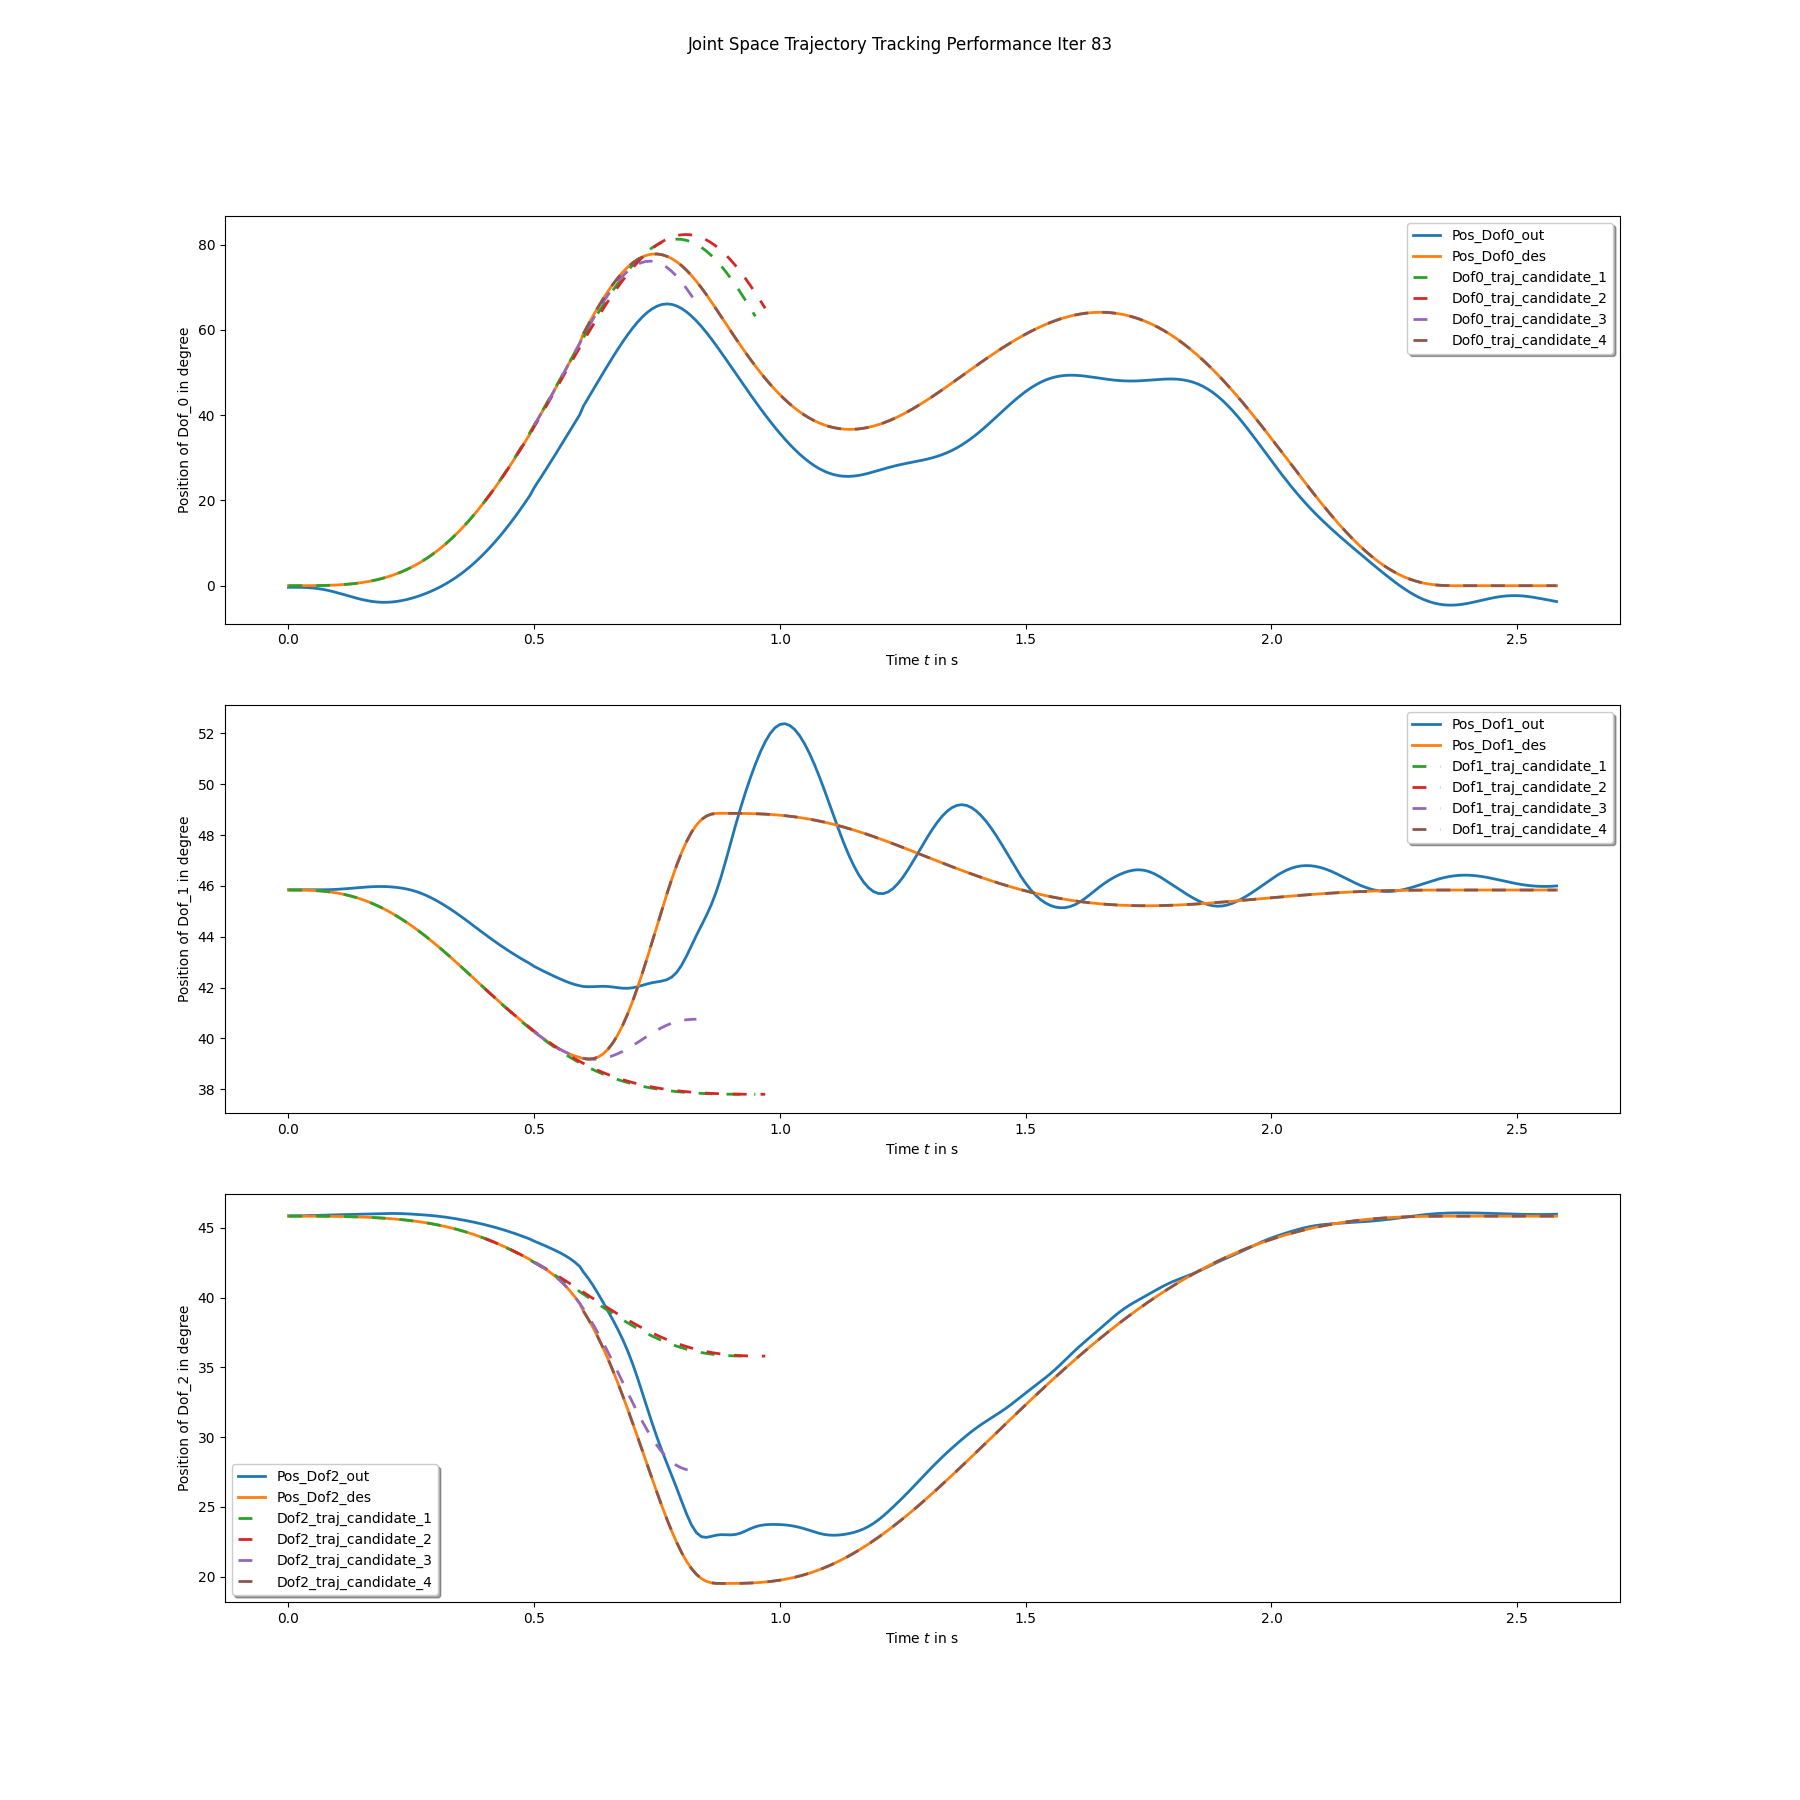 Joint Space Trajectory Tracking Performance Iter 83
Position of Dof_0 in degree
80
60
40
20
0
Pos_Dof0_out
Pos_Dof0_des
Dof0_traj_candidate_1
Dof0_traj_candidate_2
Dof0_traj_candidate_3
Dof0_traj_candidate_4
0.0 0.5 1.0 1.5 2.0 2.5
Time t in s
Position of Dof_1 in degree
52
50
48
46
44
42
40
38
Pos_Dof1_out
Pos_Dof1_des
Dof1_traj_candidate_1
Dof1_traj_candidate_2
Dof1_traj_candidate_3
Dof1_traj_candidate_4
0.0 0.5 1.0 1.5 2.0 2.5
Time t in s
Position of Dof_2 in degree
45
40
35
30
25
20
Pos_Dof2_out
Pos_Dof2_des
Dof2_traj_candidate_1
Dof2_traj_candidate_2
Dof2_traj_candidate_3
Dof2_traj_candidate_4
0.0 0.5 1.0 1.5 2.0 2.5
Time t in s